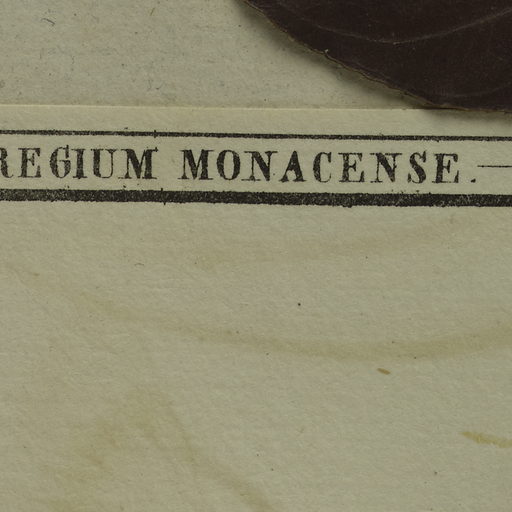 REGIUM MONACENSE. —